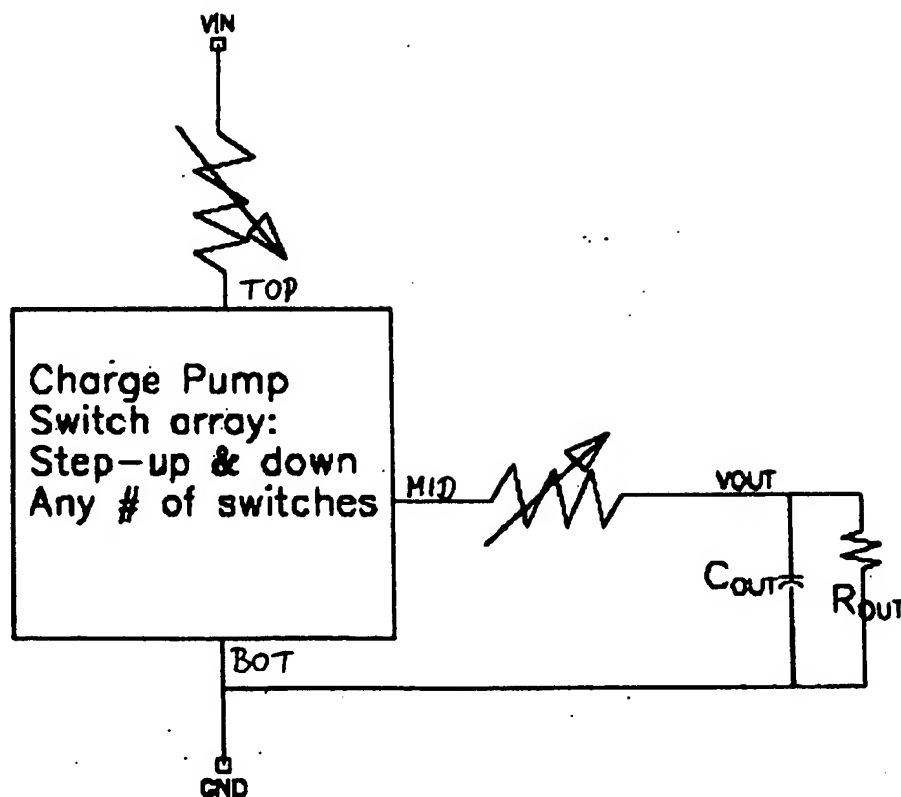 VIN
TOP
Charge Pump
Switch array:
Step-up & down
Any # of switches
MID
VOUT
COUT
ROUT
BOT
GND